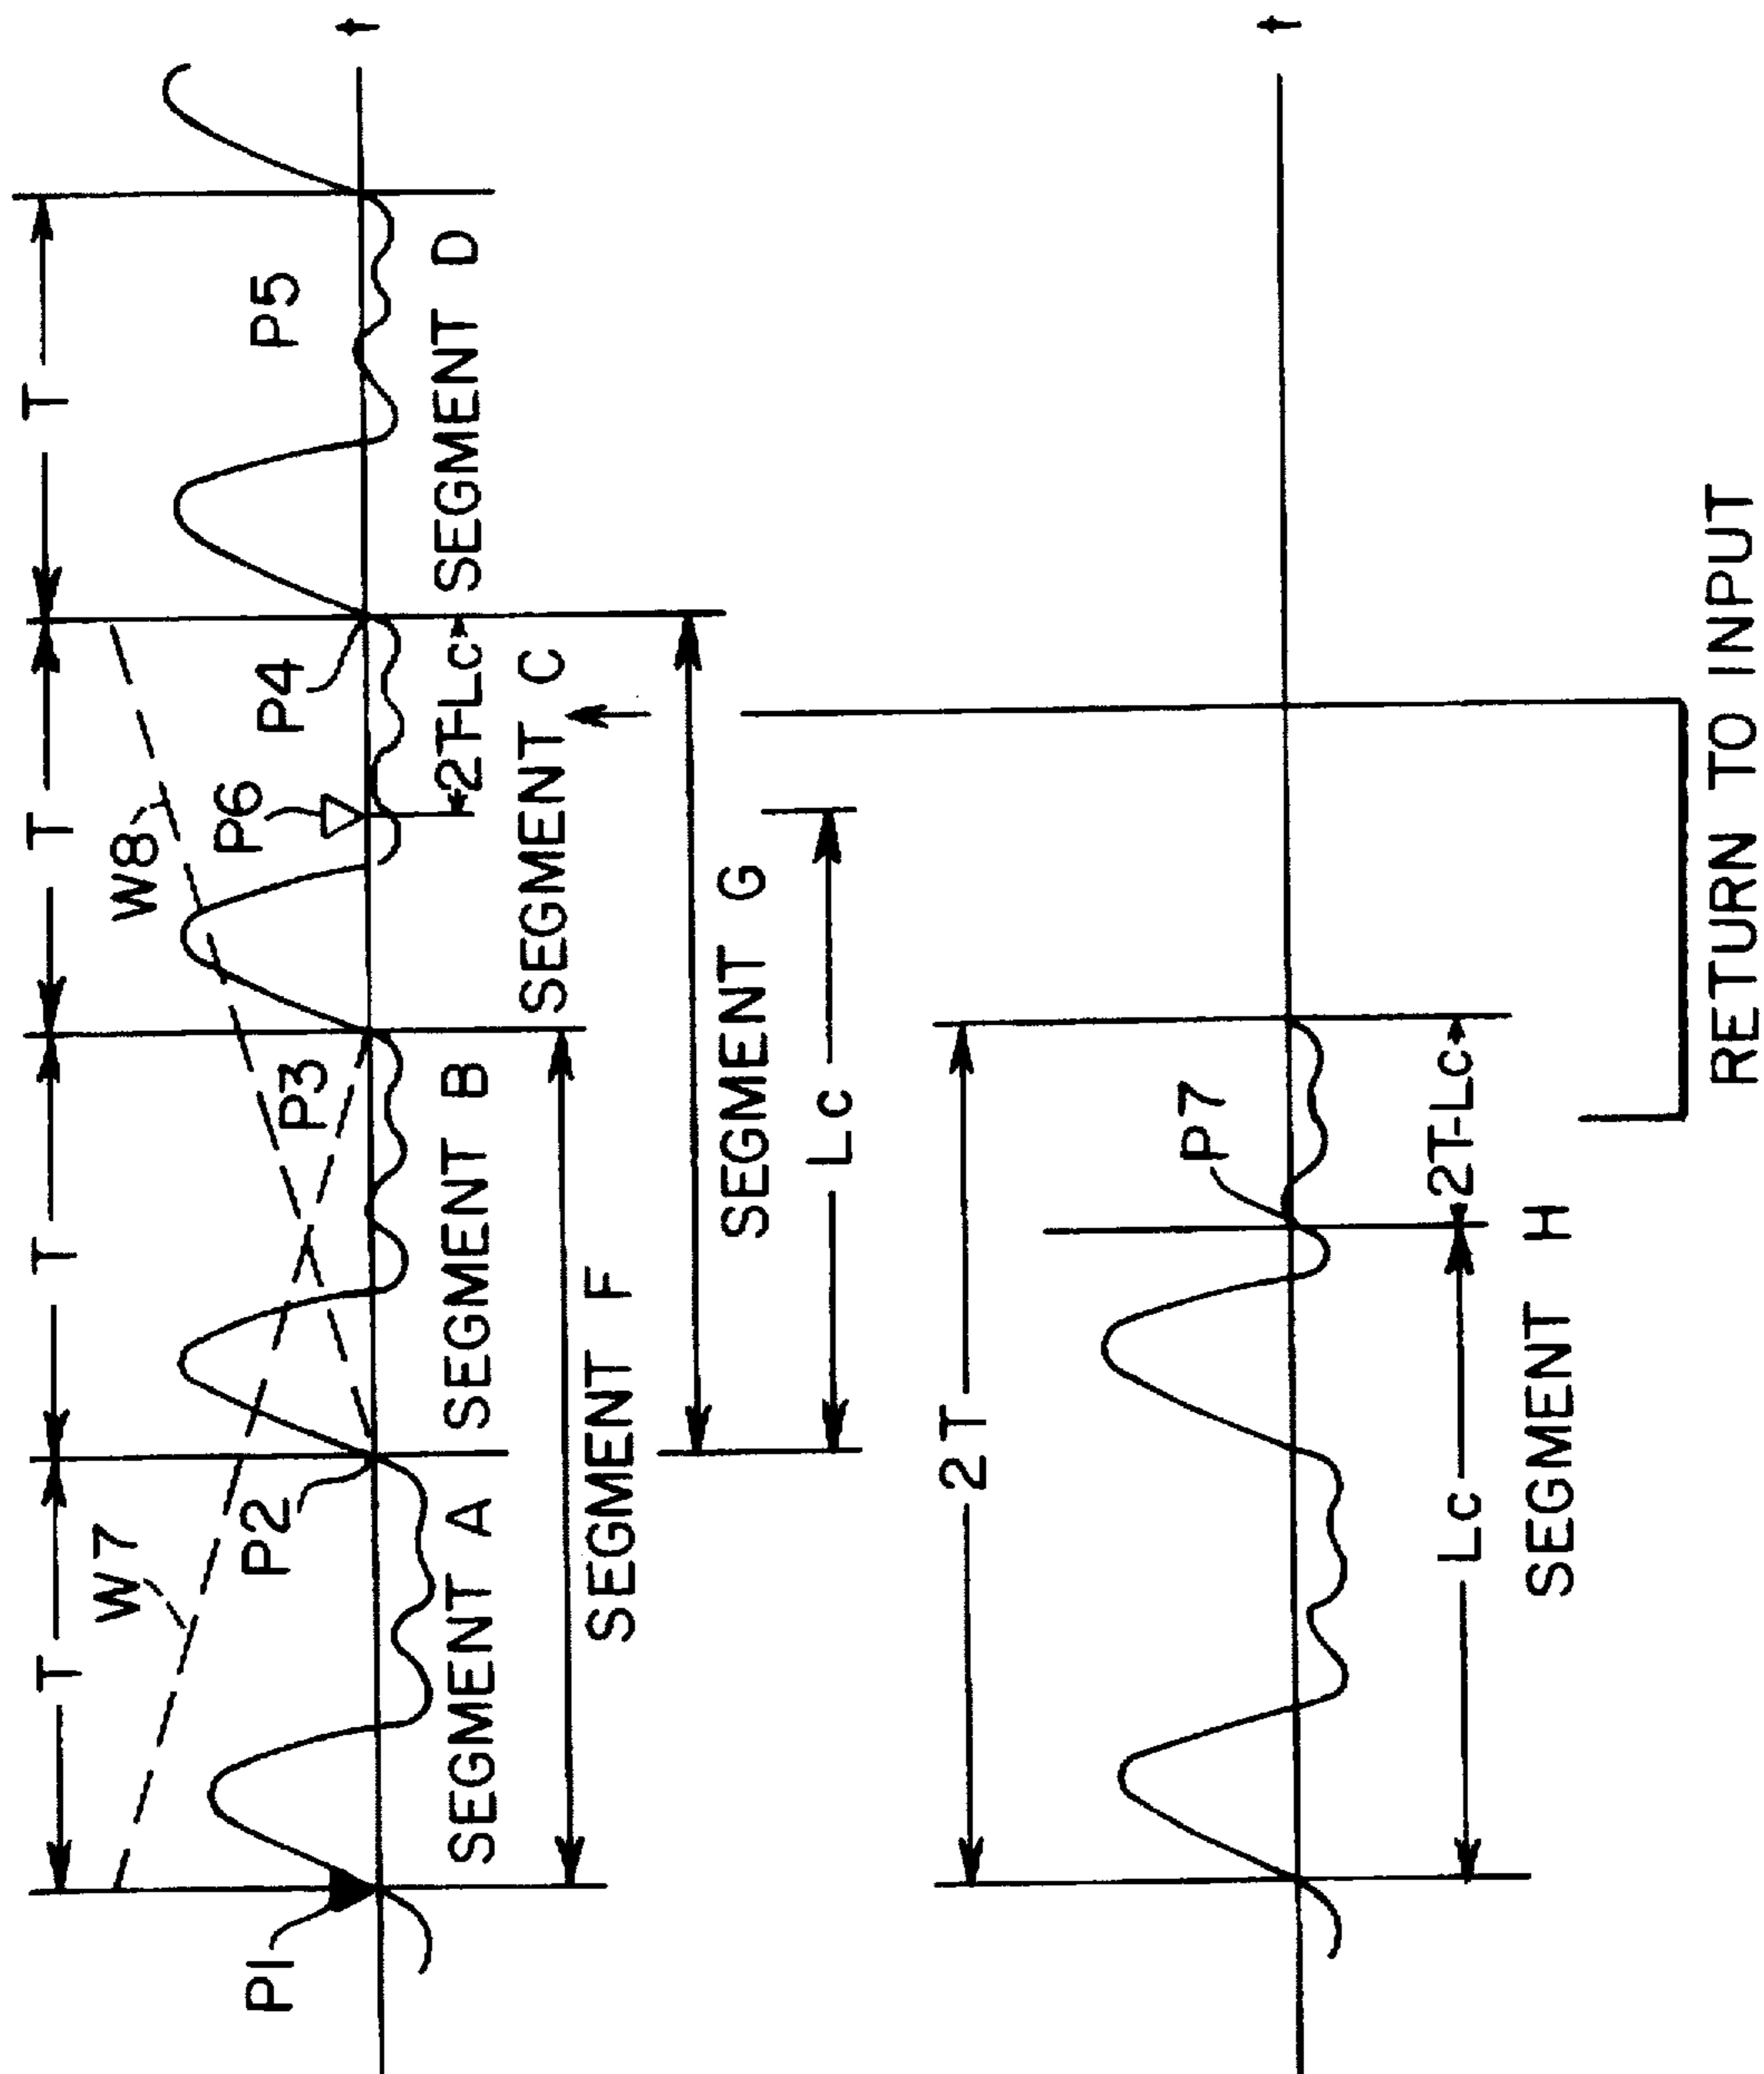 T T T T
W7 W8
P1 P2 P3 P6 P4 P5
SEGMENT A SEGMENT B 2T-Lc SEGMENT D
SEGMENT C
SEGMENT F
SEGMENT G
Lc
t
2T
P7
Lc 2T-Lc
SEGMENT H
t
RETURN TO INPUT